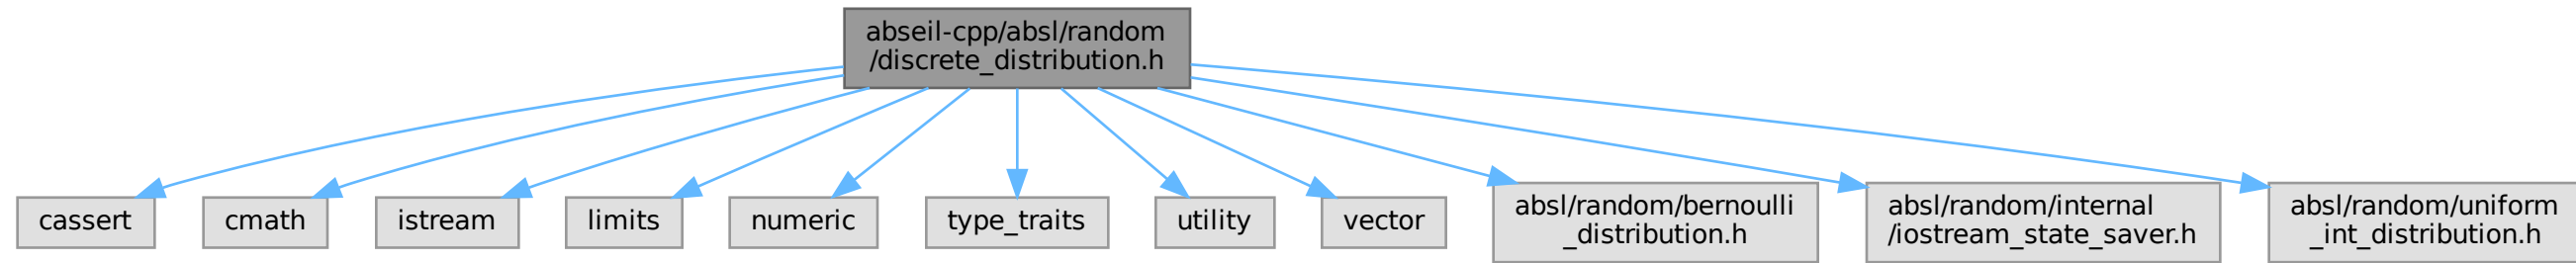 abseil-cpp/absl/random
/discrete_distribution.h
cassert
cmath
istream
limits
numeric
type_traits
utility
vector
absl/random/bernoulli
_distribution.h
absl/random/internal
/iostream_state_saver.h
absl/random/uniform
_int_distribution.h